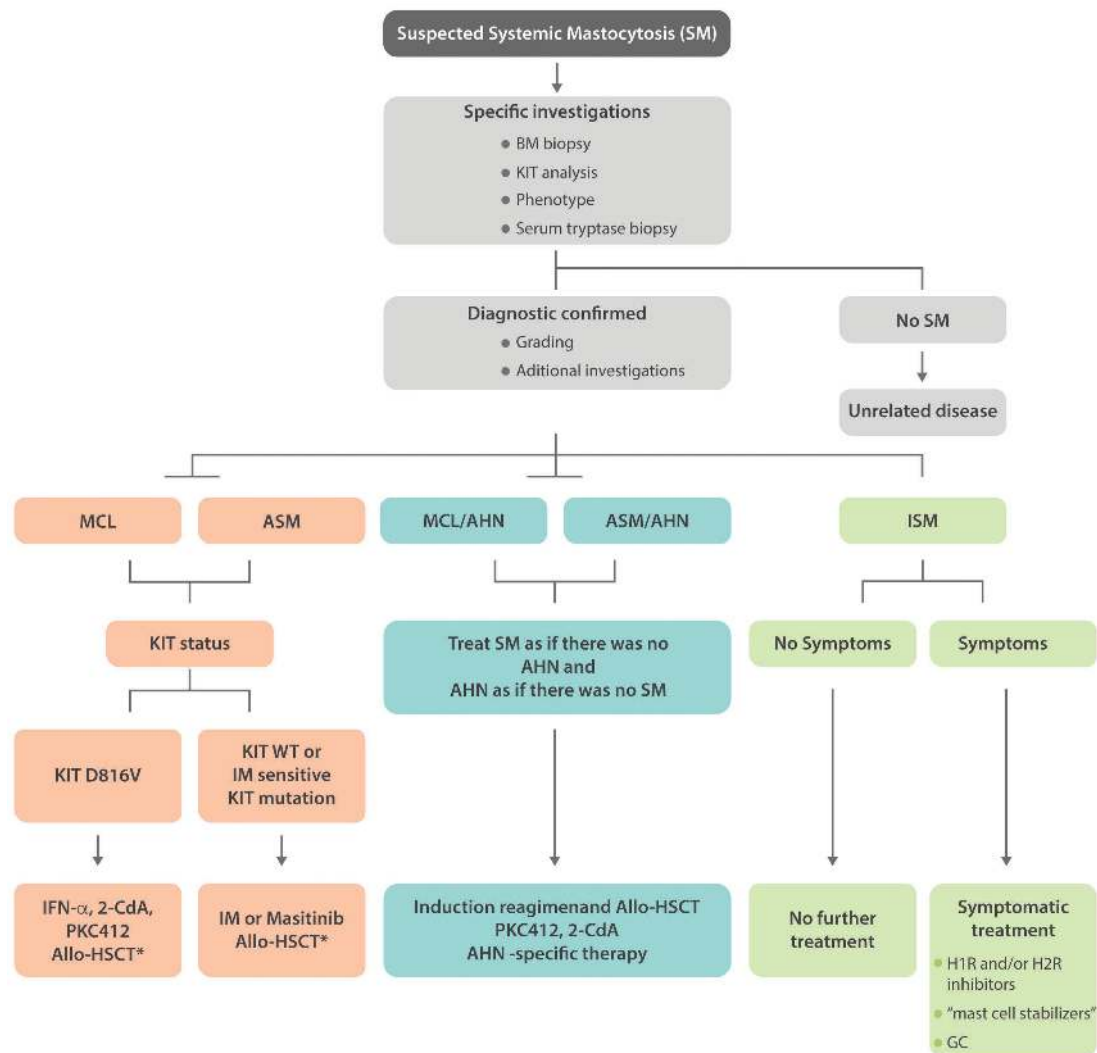 Suspected Systemic Mastocytosis (SM)
Specific investigations
BM biopsy
KIT analysis
Phenotype
Serum tryptase biopsy
Diagnostic confirmed
Grading
Aditional investigations
No SM
Unrelated disease
MCL
ASM
MCL/AHN
ASM/AHN
ISM
KIT status
Treat SM as if there was no
AHN and
AHN as if there was no SM
No Symptoms
Symptoms
KIT D816V
KIT WT or
IM sensitive
KIT mutation
IFN-α, 2-CdA,
PKC412
Allo-HSCT*
IM or Masitinib
Allo-HSCT*
Induction reagimenand Allo-HSCT
PKC412, 2-CdA
AHN -specific therapy
No further
treatment
Symptomatic
treatment
H1R and/or H2R
inhibitors
"mast cell stabilizers"
GC